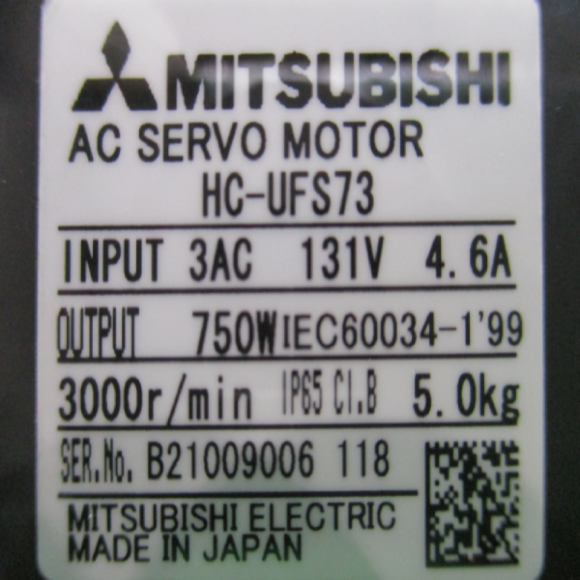 MITSUBISHI
AC SERVO MOTOR
HC-UFS73
INPUT 3AC 131V 4.6A
OUTPUT 750W IEC60034-1'99
3000r/min IP65 CI.B 5.0kg
SER.No. B21009006 118
MITSUBISHI ELECTRIC
MADE IN JAPAN